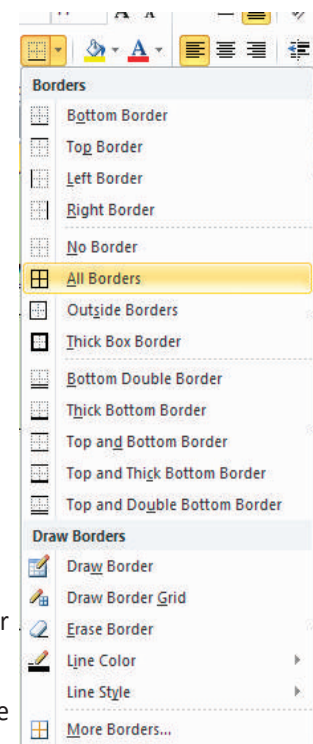 Borders
Bottom Border
Top Border
Left Border
Right Border
No Border
All Borders
Outside Borders
Thick Box Border
Bottom Double Border
Thick Bottom Border
Top and Bottom Border
Top and Thick Bottom Border
Top and Double Bottom Border
Draw Borders
Draw Border
Draw Border Grid
r
Erase Border
Line Color
Line Style
e
More Borders...